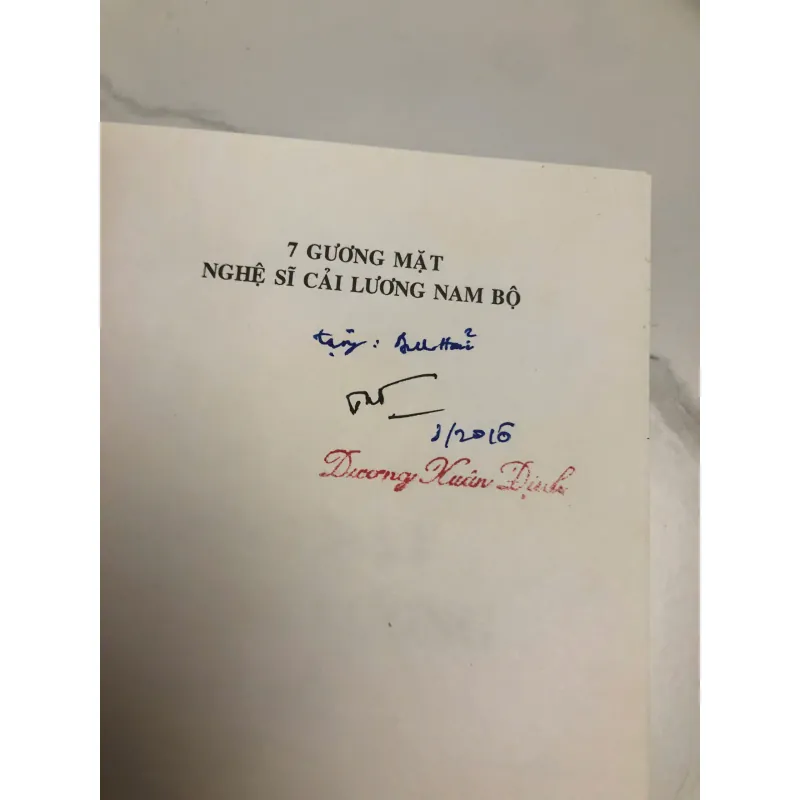 7 GƯƠNG MẶT
NGHỆ SĨ CẢI LƯƠNG NAM BỘ
tặng:
/2016
Dương Xuân Định